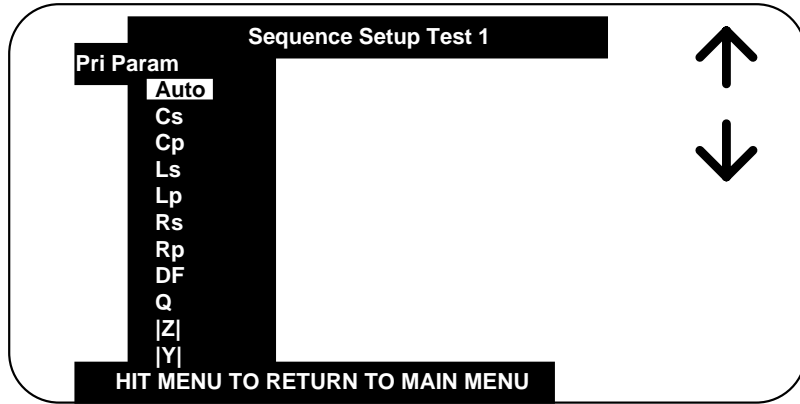 Sequence Setup Test 1
Pri Param
Auto
Cs
Cp
Ls
Lp
Rs
Rp
DF
Q
|Z|
|Y|
HIT MENU TO RETURN TO MAIN MENU